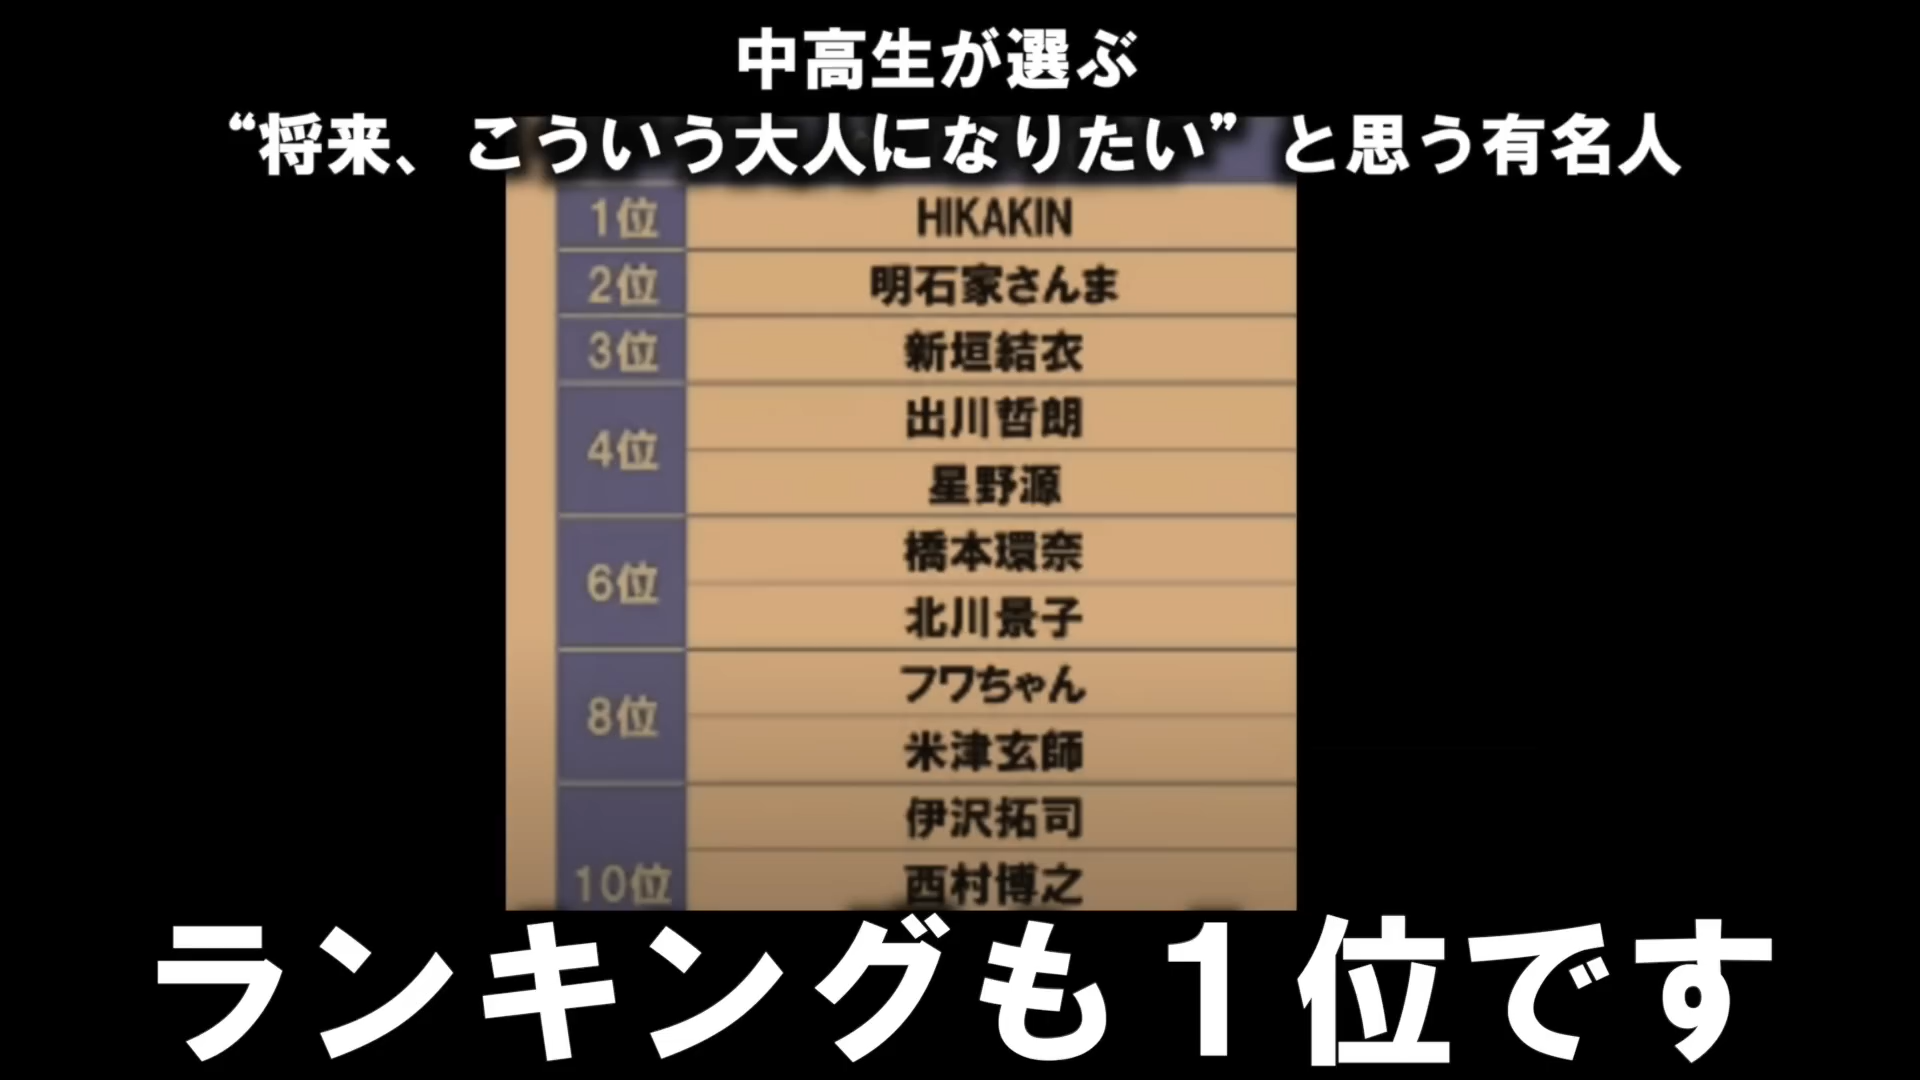 中高生が選ぶ
“将来、こういう大人になりたい”と思う有名人
1位 HIKAKIN
2位 明石家さんま
3位 新垣結衣
4位 出川哲朗
星野源
6位 橋本環奈
北川景子
8位 フワちゃん
米津玄師
伊沢拓司
10位 西村博之
ランキングも1位です